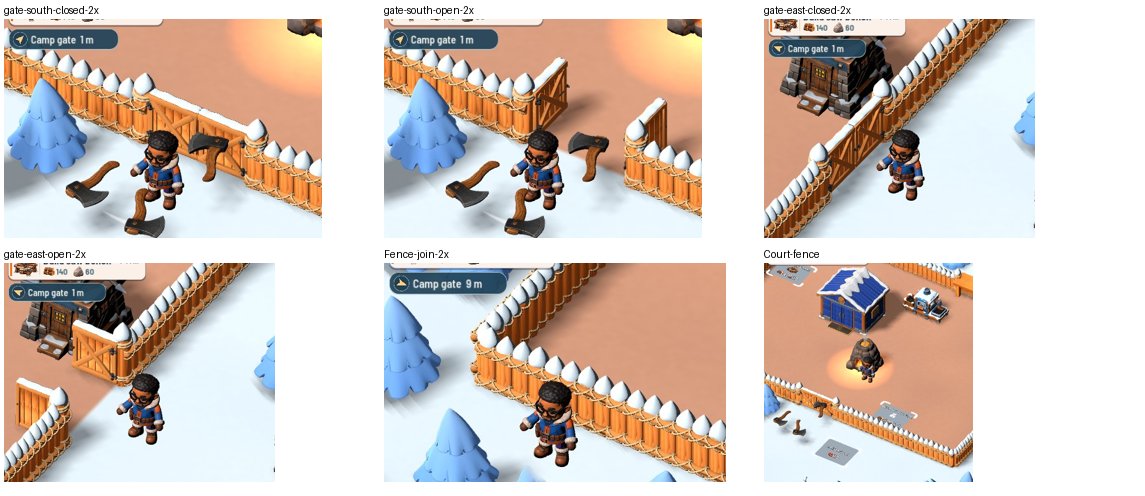 gate-south-closed-2x
gate-south-open-2x
gate-east-closed-2x
Camp gate 1m
Camp gate 1m
140 60
Camp gate 1m
gate-east-open-2x
Fence-join-2x
Court-fence
140 60
Camp gate 1m
Camp gate 9m